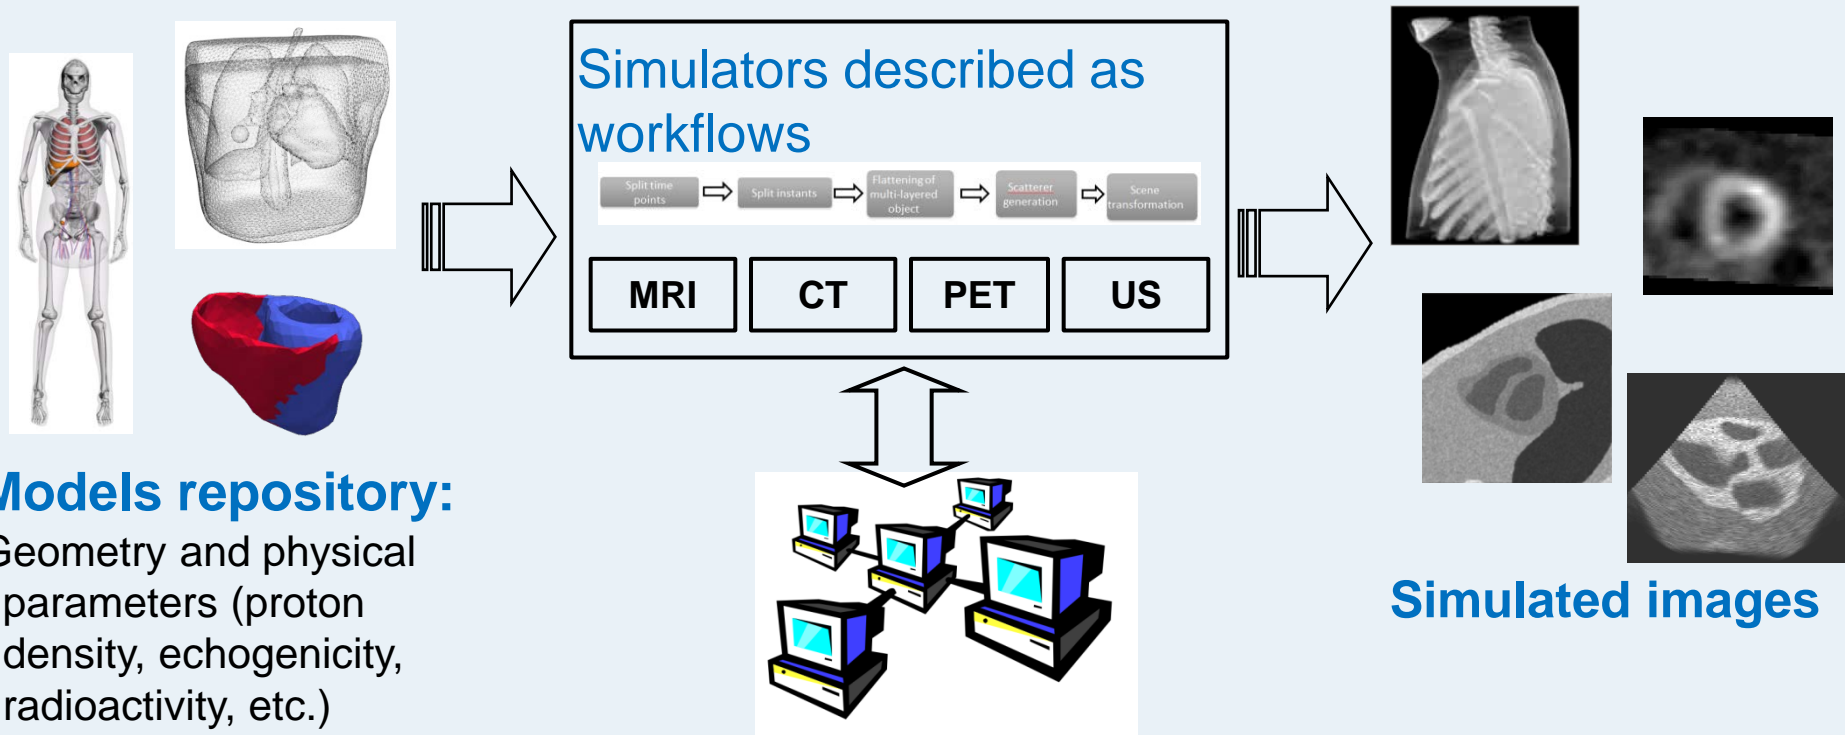 Simulators described as
workflows
Split time
points
Split instants
Flattening of
multi-layered
object
Scatterer
generation
Scene
transformation
MRI
CT
PET
US
Models repository:
Geometry and physical
parameters (proton
density, echogenicity,
radioactivity, etc.)
Simulated images